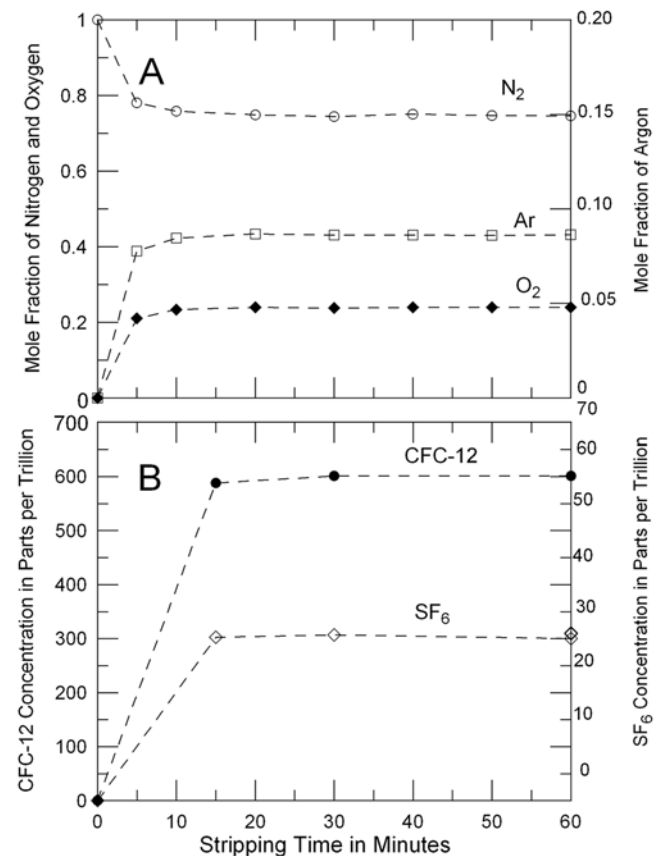 Mole Fraction of Nitrogen and Oxygen
1
0.8
0.6
0.4
0.2
0
A
N2
Ar
O2
0.20
0.15
0.10
0.05
0
Mole Fraction of Argon
CFC-12 Concentration in Parts per Trillion
700
600
500
400
300
200
100
0
B
CFC-12
SF6
70
60
50
40
30
20
10
0
SF6 Concentration in Parts per Trillion
0 10 20 30 40 50 60
Stripping Time in Minutes